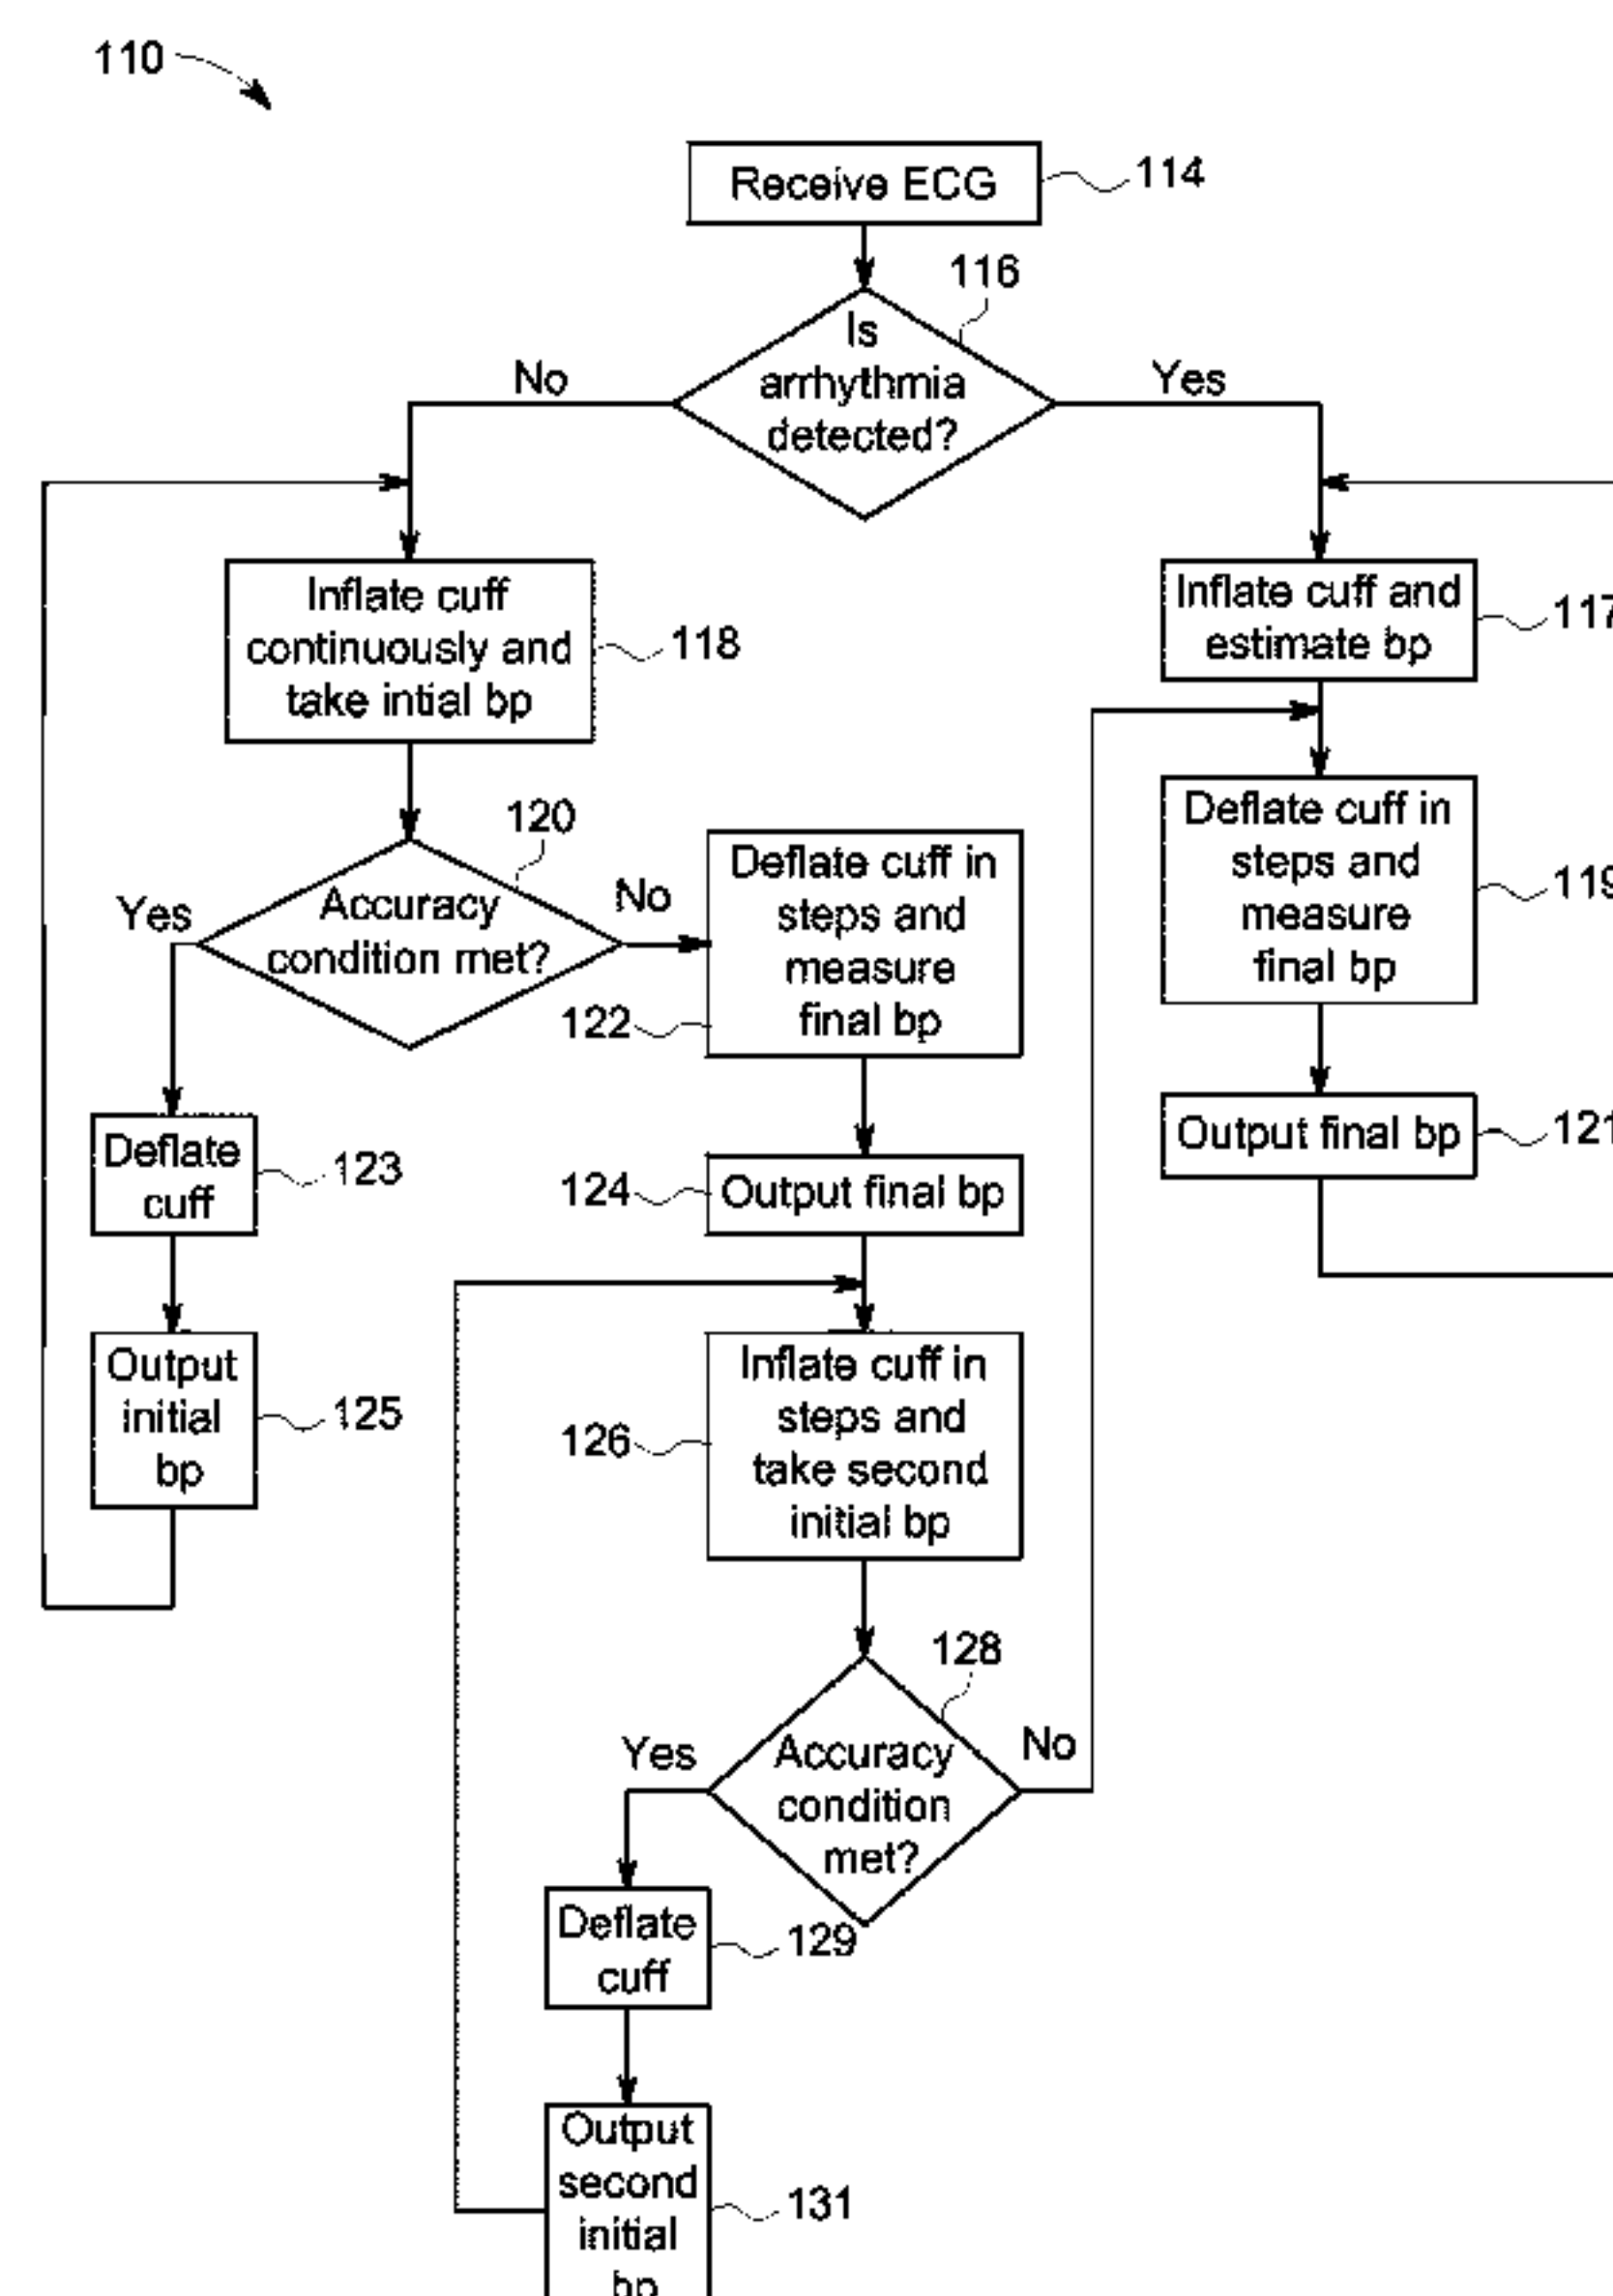 110
Receive ECG
114
116
Is
arrhythmia
detected?
No
Yes
Inflate cuff
continuously and
take intial bp
118
Inflate cuff and
estimate bp
117
120
Accuracy
condition met?
Yes
No
Deflate cuff in
steps and
measure
final bp
122
Deflate cuff in
steps and
measure
final bp
119
Deflate
cuff
123
124
Output final bp
Output final bp
121
Output
initial
bp
125
126
Inflate cuff in
steps and
take second
initial bp
128
Accuracy
condition
met?
Yes
No
Deflate
cuff
129
Output
second
initial
bp
131